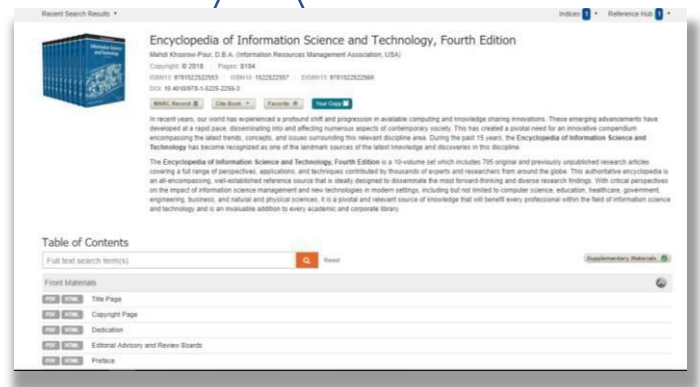 Recent Search Results
Indices 1 Reference Hub 1
Encyclopedia of Information Science and Technology, Fourth Edition
Mehdi Khosrow-Pour, D.B.A. (Information Resources Management Association, USA)
Copyright: © 2018 | Pages: 8104
ISBN13: 9781522522553 | ISBN10: 1522522557 | EISBN13: 9781522522560
DOI: 10.4018/978-1-5225-2255-3
MARC Record Cite Book Favorite Your Copy
In recent years, our world has experienced a profound shift and progression in available computing and knowledge sharing innovations. These emerging advancements have
developed at a rapid pace, disseminating into and affecting numerous aspects of contemporary society. This has created a pivotal need for an innovative compendium
encompassing the latest trends, concepts, and issues surrounding this relevant discipline area. During the past 15 years, the Encyclopedia of Information Science and
Technology has become recognized as one of the landmark sources of the latest knowledge and discoveries in this discipline.
The Encyclopedia of Information Science and Technology, Fourth Edition is a 10-volume set which includes 705 original and previously unpublished research articles
covering a full range of perspectives, applications, and techniques contributed by thousands of experts and researchers from around the globe. This authoritative encyclopedia is
an all-encompassing, well-established reference source that is ideally designed to disseminate the most forward-thinking and diverse research findings. With critical perspectives
on the impact of information science management and new technologies in modern settings, including but not limited to computer science, education, healthcare, government,
engineering, business, and natural and physical sciences, it is a pivotal and relevant source of knowledge that will benefit every professional within the field of information science
and technology and is an invaluable addition to every academic and corporate library.
Table of Contents
Full text search term(s) Reset
Supplementary Materials
Front Materials
PDF HTML Title Page
PDF HTML Copyright Page
PDF HTML Dedication
PDF HTML Editorial Advisory and Review Boards
PDF HTML Preface